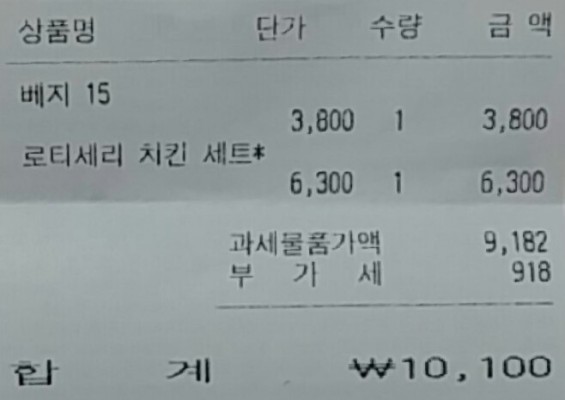 상품명 단가 수량 금 액
베지 15
3,800 1 3,800
로티세리 치킨 세트*
6,300 1 6,300
과세물품가액 9,182
부 가 세 918
합 계 ₩10,100